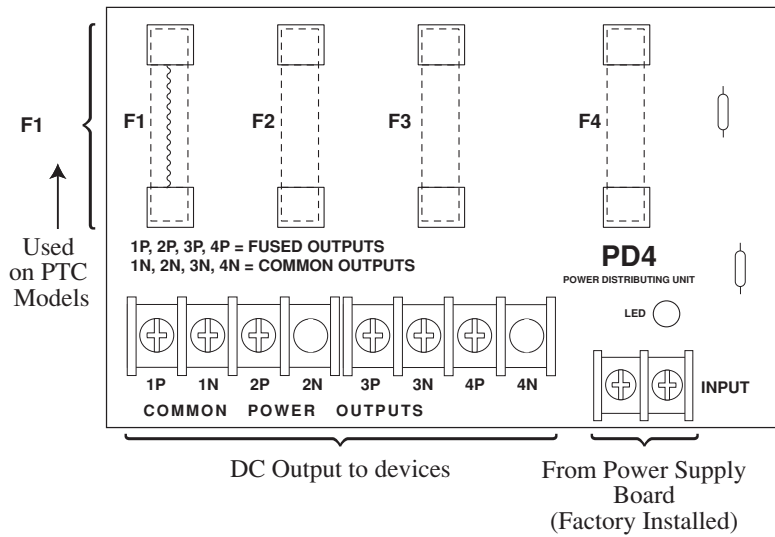 F1
F1
F2
F3
F4
Used
on PTC
Models
1P, 2P, 3P, 4P = FUSED OUTPUTS
1N, 2N, 3N, 4N = COMMON OUTPUTS
PD4
POWER DISTRIBUTING UNIT
LED
1P 1N 2P 2N 3P 3N 4P 4N
INPUT
COMMON POWER OUTPUTS
DC Output to devices
From Power Supply
Board
(Factory Installed)